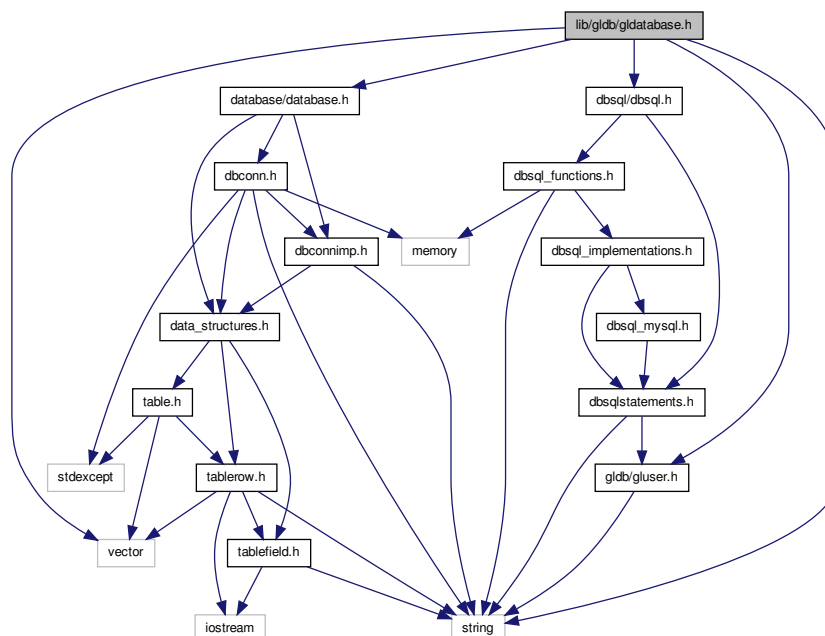 lib/gldb/gldatabase.h
database/database.h
dbsql/dbsql.h
dbconn.h
dbsql_functions.h
dbconnimp.h
memory
dbsql_implementations.h
data_structures.h
dbsql_mysql.h
table.h
dbsqlstatements.h
stdexcept
tablerow.h
gldb/gluser.h
vector
tablefield.h
iostream
string